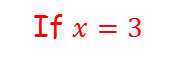 If x = 3